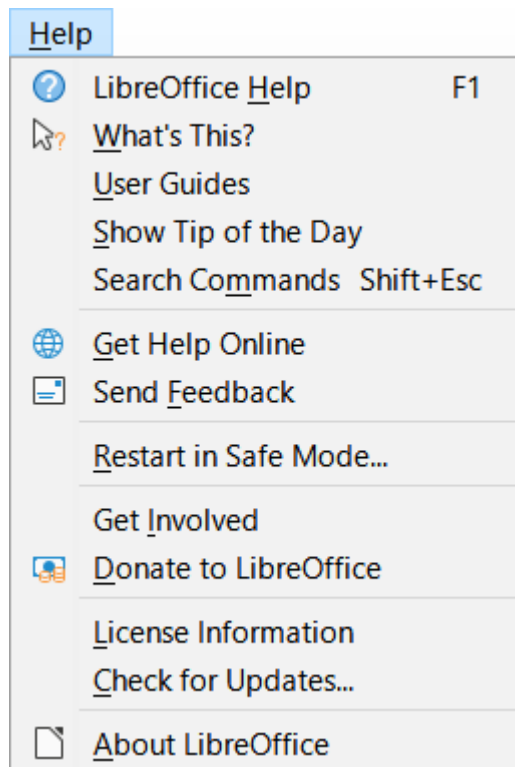 Help
LibreOffice Help F1
What's This?
User Guides
Show Tip of the Day
Search Commands Shift+Esc
Get Help Online
Send Feedback
Restart in Safe Mode...
Get Involved
Donate to LibreOffice
License Information
Check for Updates...
About LibreOffice